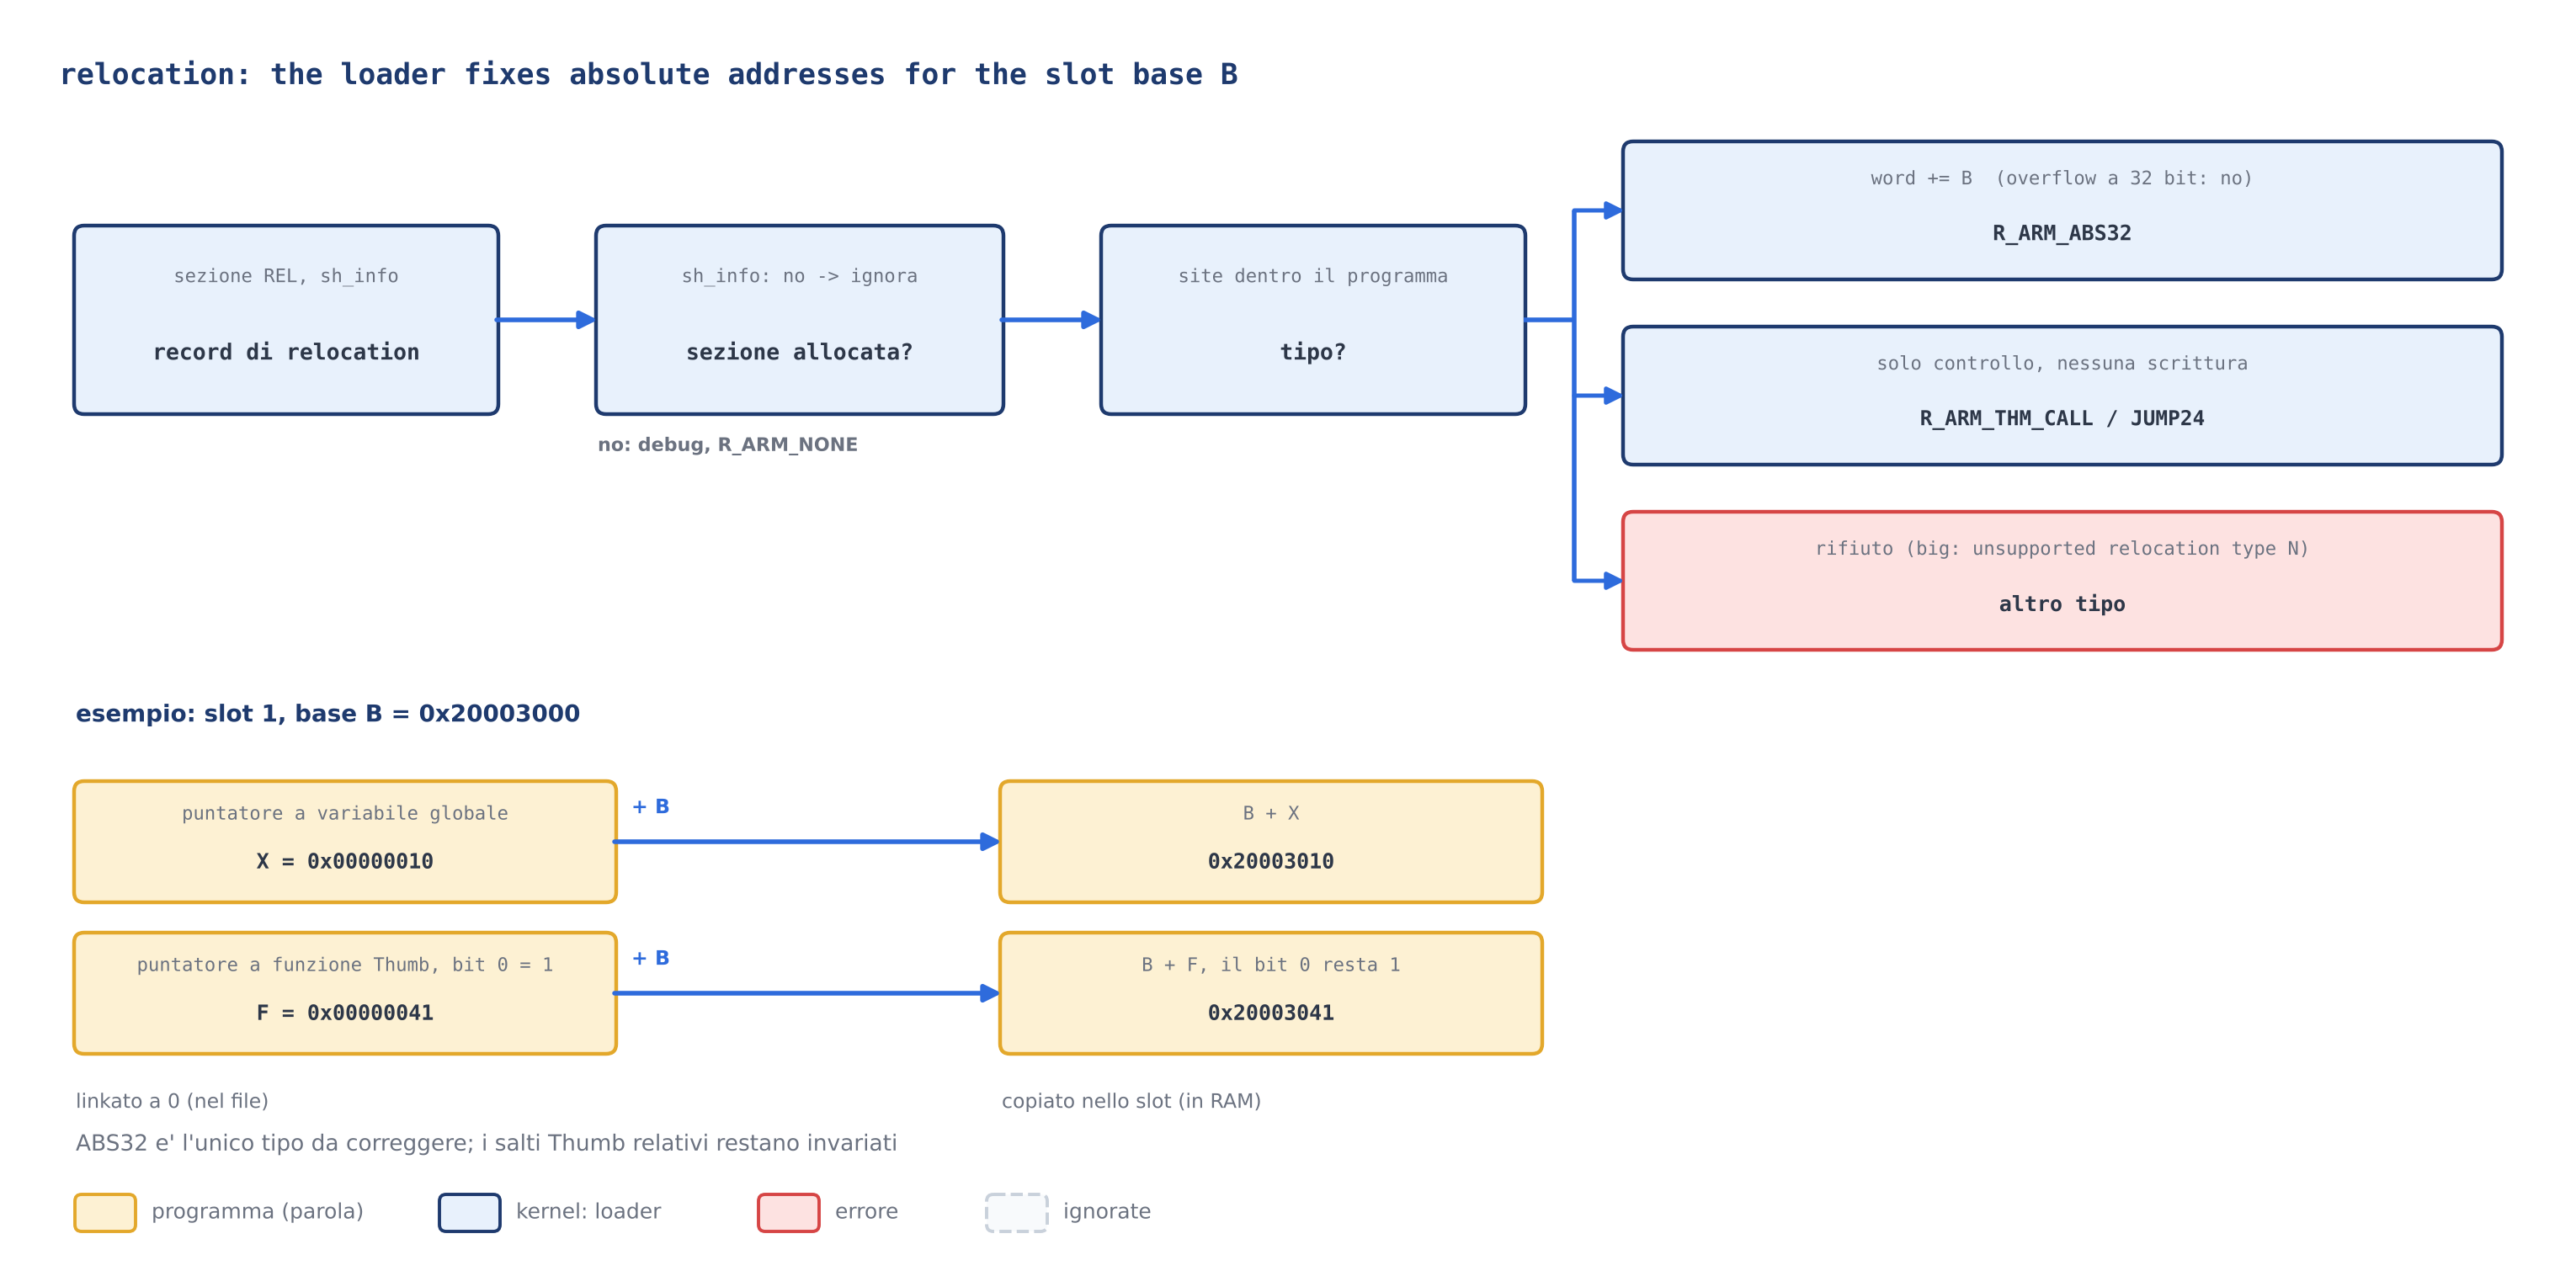 relocation: the loader fixes absolute addresses for the slot base B
sezione REL, sh_info
record di relocation
sh_info: no -> ignora
sezione allocata?
no: debug, R_ARM_NONE
site dentro il programma
tipo?
word += B  (overflow a 32 bit: no)
R_ARM_ABS32
solo controllo, nessuna scrittura
R_ARM_THM_CALL / JUMP24
rifiuto (big: unsupported relocation type N)
altro tipo
esempio: slot 1, base B = 0x20003000
puntatore a variabile globale
X = 0x00000010
+ B
B + X
0x20003010
puntatore a funzione Thumb, bit 0 = 1
F = 0x00000041
+ B
B + F, il bit 0 resta 1
0x20003041
linkato a 0 (nel file)
copiato nello slot (in RAM)
ABS32 e' l'unico tipo da correggere; i salti Thumb relativi restano invariati
programma (parola)
kernel: loader
errore
ignorate